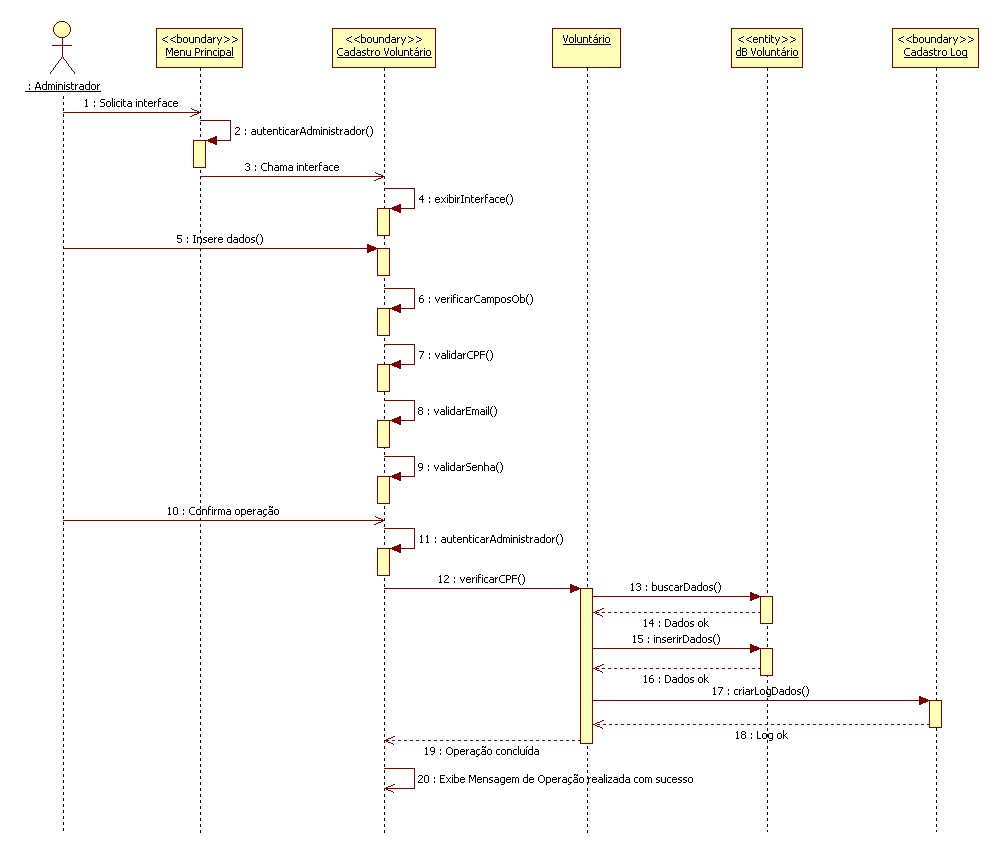 <<boundary>>
Menu Principal
<<boundary>>
Cadastro Voluntário
Voluntário
<<entity>>
dB Voluntário
<<boundary>>
Cadastro Log
: Administrador
1 : Solicita interface
2 : autenticarAdministrador()
3 : Chama interface
4 : exibirInterface()
5 : Insere dados()
6 : verificarCamposOb()
7 : validarCPF()
8 : validarEmail()
9 : validarSenha()
10 : Confirma operação
11 : autenticarAdministrador()
12 : verificarCPF()
13 : buscarDados()
14 : Dados ok
15 : inserirDados()
16 : Dados ok
17 : criarLogDados()
18 : Log ok
19 : Operação concluída
20 : Exibe Mensagem de Operação realizada com sucesso